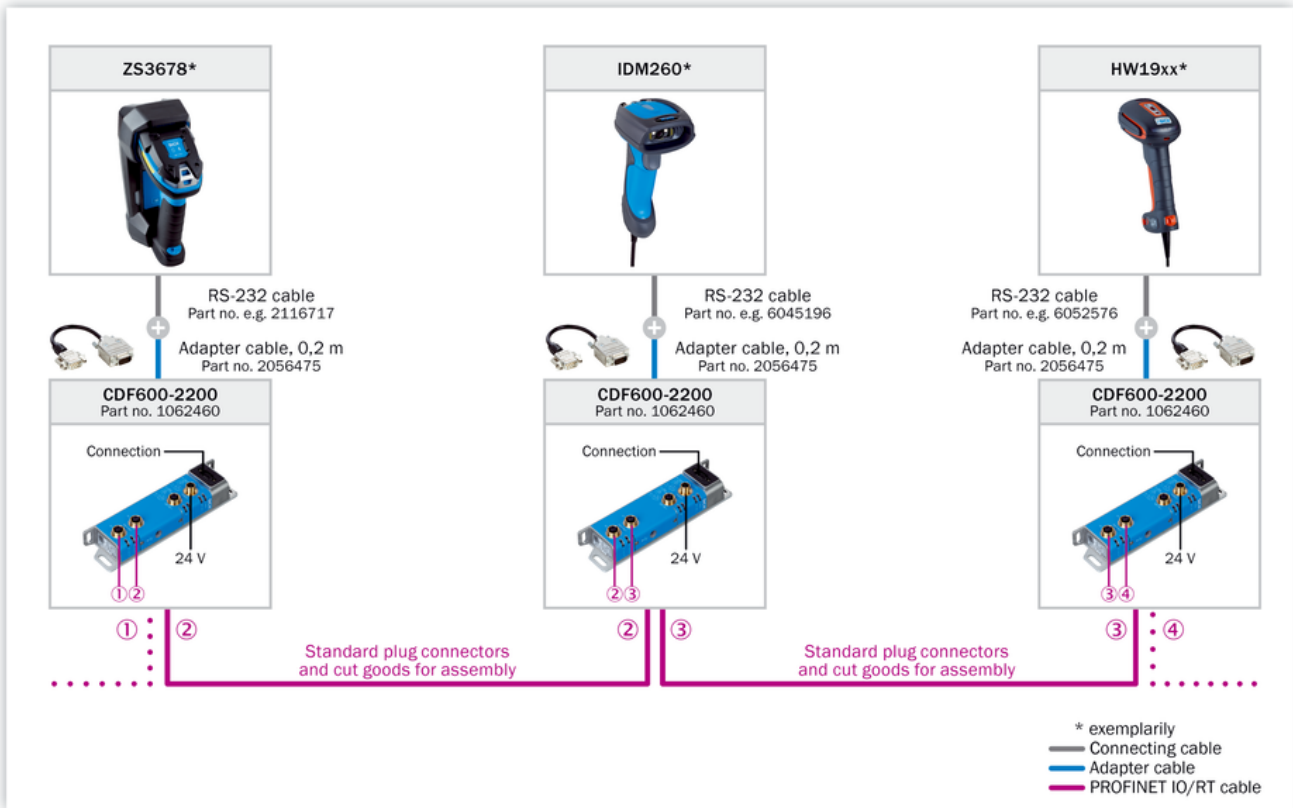 ZS3678*
IDM260*
HW19xx*
RS-232 cable
Part no. e.g. 2116717
Adapter cable, 0,2 m
Part no. 2056475
RS-232 cable
Part no. e.g. 6045196
Adapter cable, 0,2 m
Part no. 2056475
RS-232 cable
Part no. e.g. 6052576
Adapter cable, 0,2 m
Part no. 2056475
CDF600-2200
Part no. 1062460
Connection
24 V
①②
CDF600-2200
Part no. 1062460
Connection
24 V
②③
CDF600-2200
Part no. 1062460
Connection
24 V
③④
① ②
Standard plug connectors
and cut goods for assembly
② ③
Standard plug connectors
and cut goods for assembly
③ ④
* exemplarily
Connecting cable
Adapter cable
PROFINET IO/RT cable